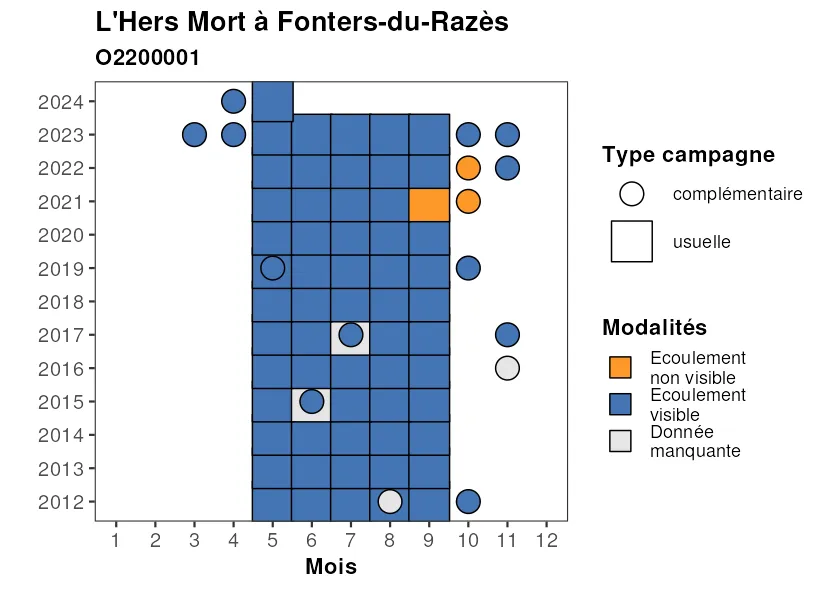 L'Hers Mort à Fonters-du-Razès
O2200001
2024
2023
2022
2021
2020
2019
2018
2017
2016
2015
2014
2013
2012
1 2 3 4 5 6 7 8 9 10 11 12
Mois
Type campagne
complémentaire
usuelle
Modalités
Ecoulement
non visible
Ecoulement
visible
Donnée
manquante